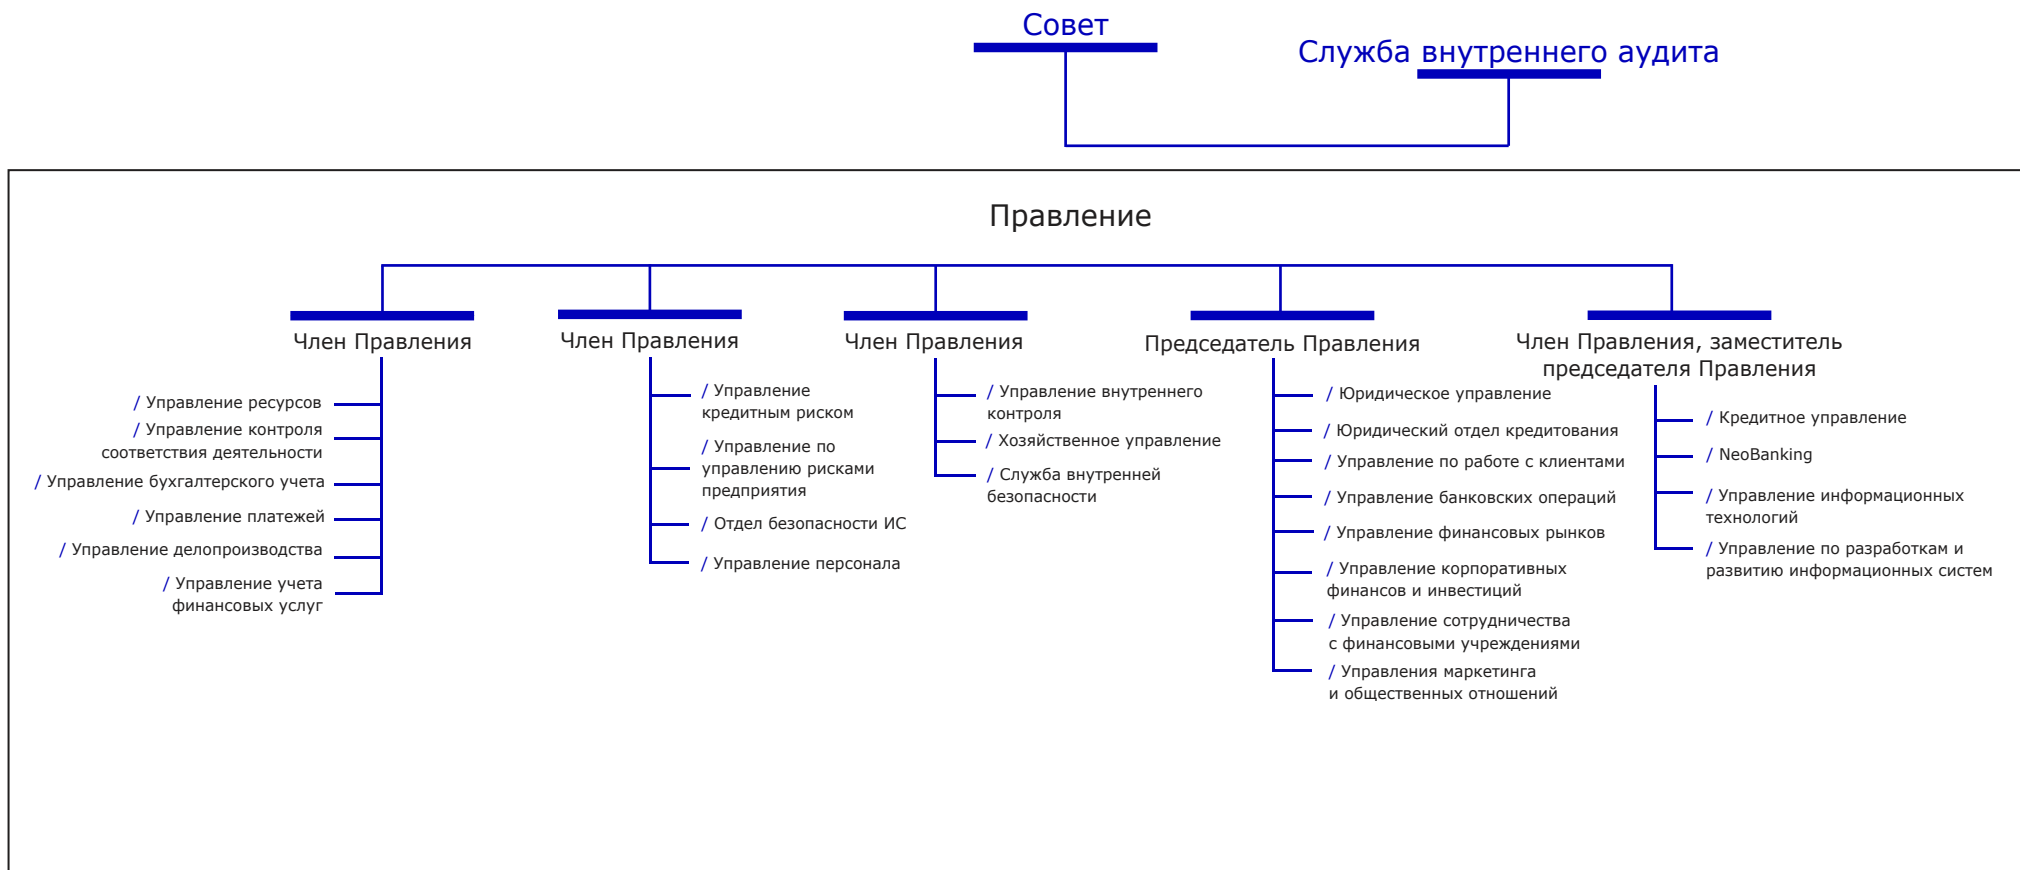 Совет
Служба внутреннего аудита
Правление
Член Правления
/ Управление ресурсов
/ Управление контроля
соответствия деятельности
/ Управление бухгалтерского учета
/ Управление платежей
/ Управление делопроизводства
/ Управление учета
финансовых услуг
Член Правления
/ Управление
кредитным риском
/ Управление по
управлению рисками
предприятия
/ Отдел безопасности ИС
/ Управление персонала
Член Правления
/ Управление внутреннего
контроля
/ Хозяйственное управление
/ Служба внутренней
безопасности
Председатель Правления
/ Юридическое управление
/ Юридический отдел кредитования
/ Управление по работе с клиентами
/ Управление банковских операций
/ Управление финансовых рынков
/ Управление корпоративных
финансов и инвестиций
/ Управление сотрудничества
с финансовыми учреждениями
/ Управления маркетинга
и общественных отношений
Член Правления, заместитель
председателя Правления
/ Кредитное управление
/ NeoBanking
/ Управление информационных
технологий
/ Управление по разработкам и
развитию информационных систем